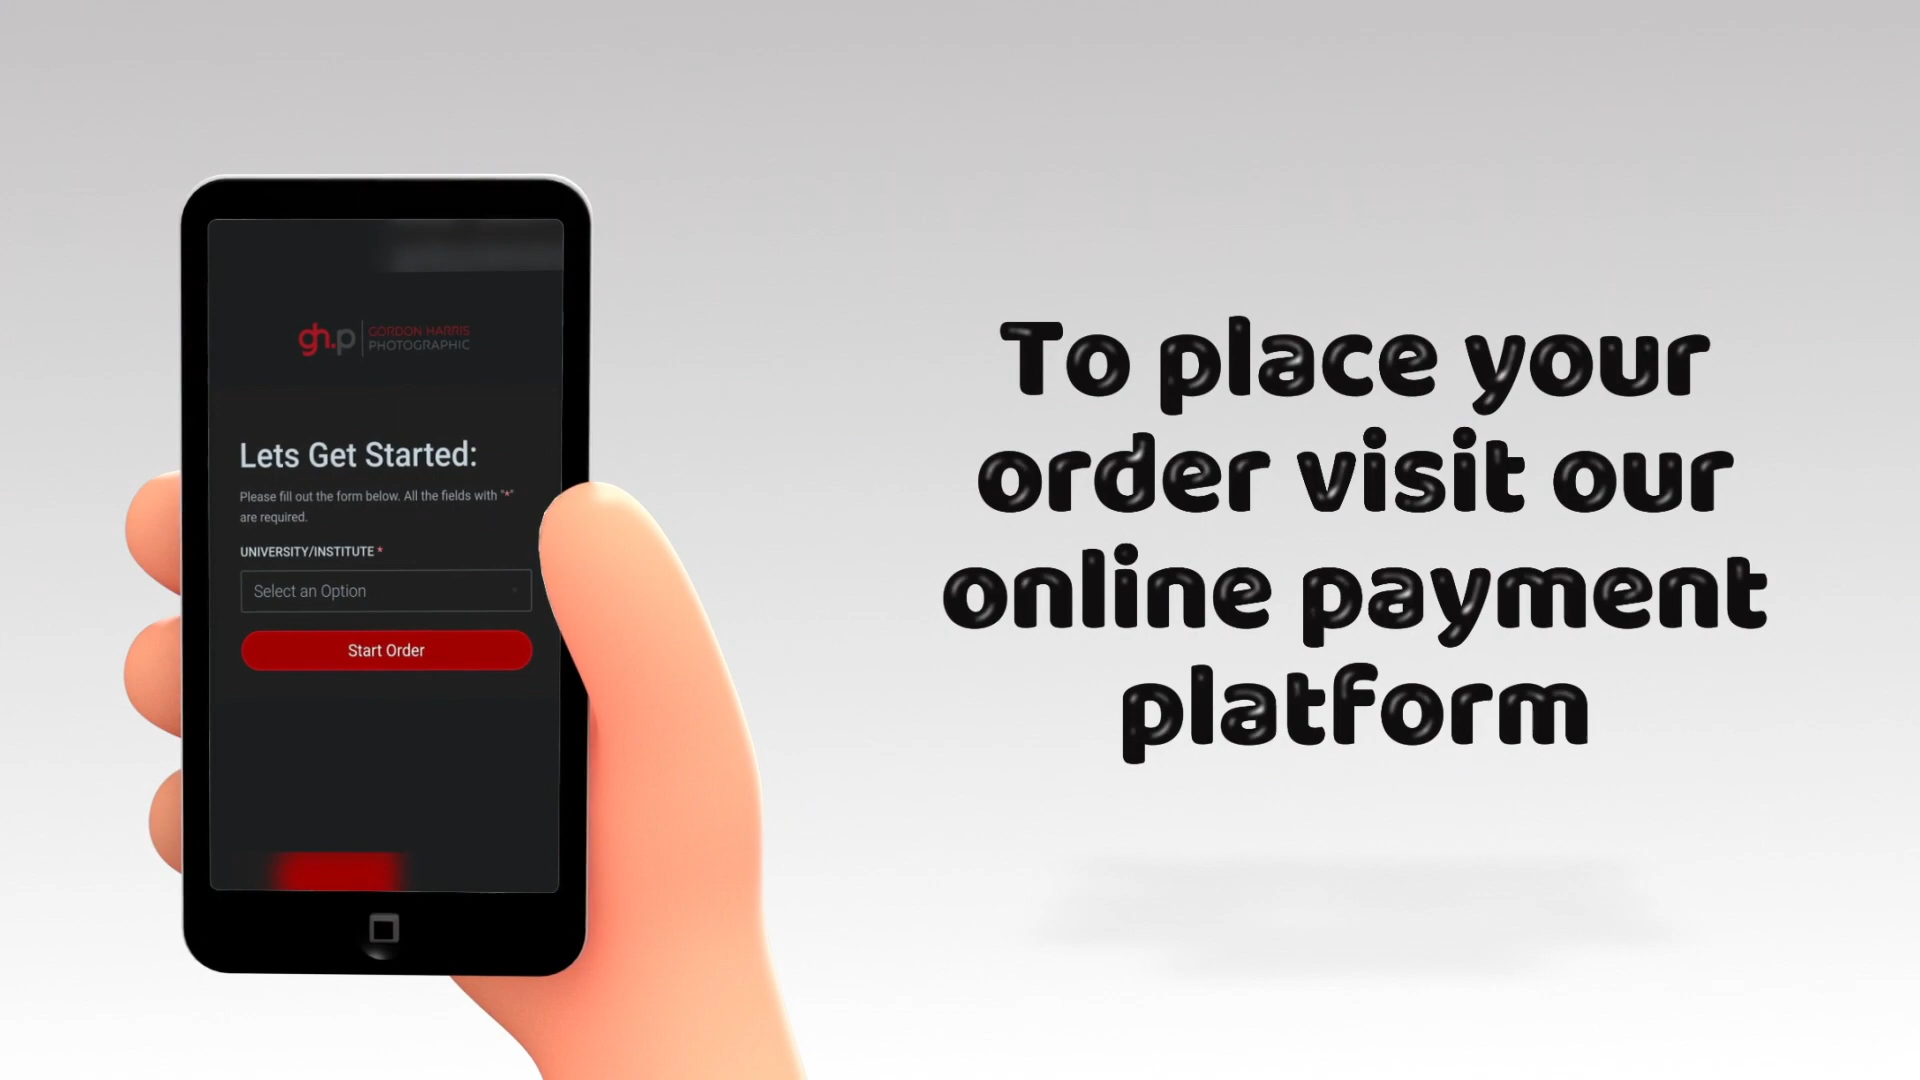 gh.p
GORDON HARRIS
PHOTOGRAPHIC
Lets Get Started:
Please fill out the form below. All the fields with "*"
are required.
UNIVERSITY/INSTITUTE *
Select an Option
Start Order
To place your
order visit our
online payment
platform